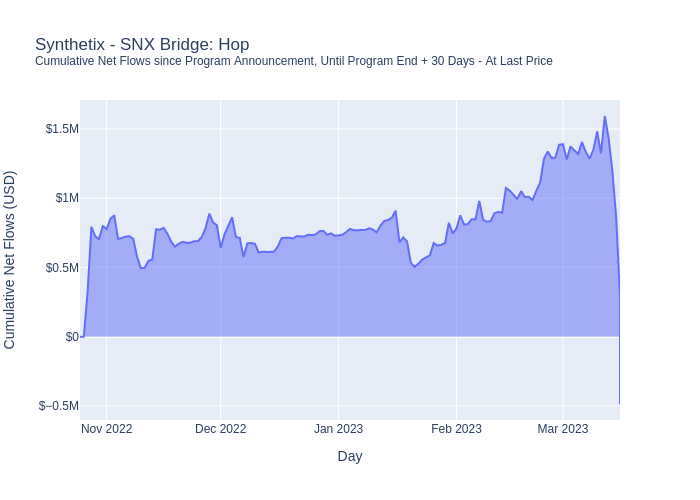 Synthetix - SNX Bridge: Hop
Cumulative Net Flows since Program Announcement, Until Program End + 30 Days - At Last Price
Cumulative Net Flows (USD)
$1.5M
$1M
$0.5M
$0
$−0.5M
Nov 2022
Dec 2022
Jan 2023
Feb 2023
Mar 2023
Day